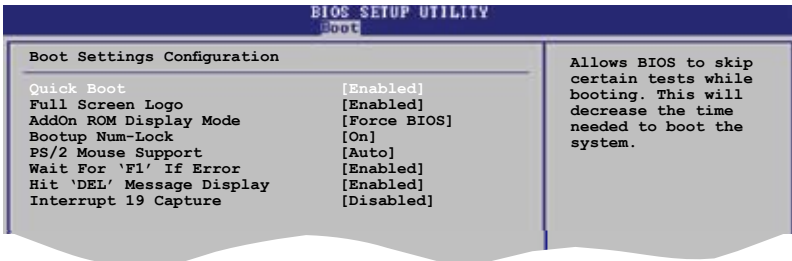 BIOS SETUP UTILITY
Boot
Boot Settings Configuration
Quick Boot [Enabled]
Full Screen Logo [Enabled]
AddOn ROM Display Mode [Force BIOS]
Bootup Num-Lock [On]
PS/2 Mouse Support [Auto]
Wait For ‘F1’ If Error [Enabled]
Hit ‘DEL’ Message Display [Enabled]
Interrupt 19 Capture [Disabled]
Allows BIOS to skip
certain tests while
booting. This will
decrease the time
needed to boot the
system.